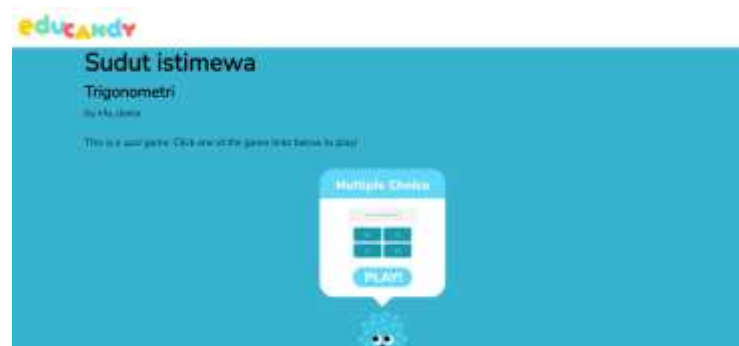 educandy
Sudut istimewa
Trigonometri
This is a quiz game. Click one of the game links below to play!
Multiple Choice
PLAY!